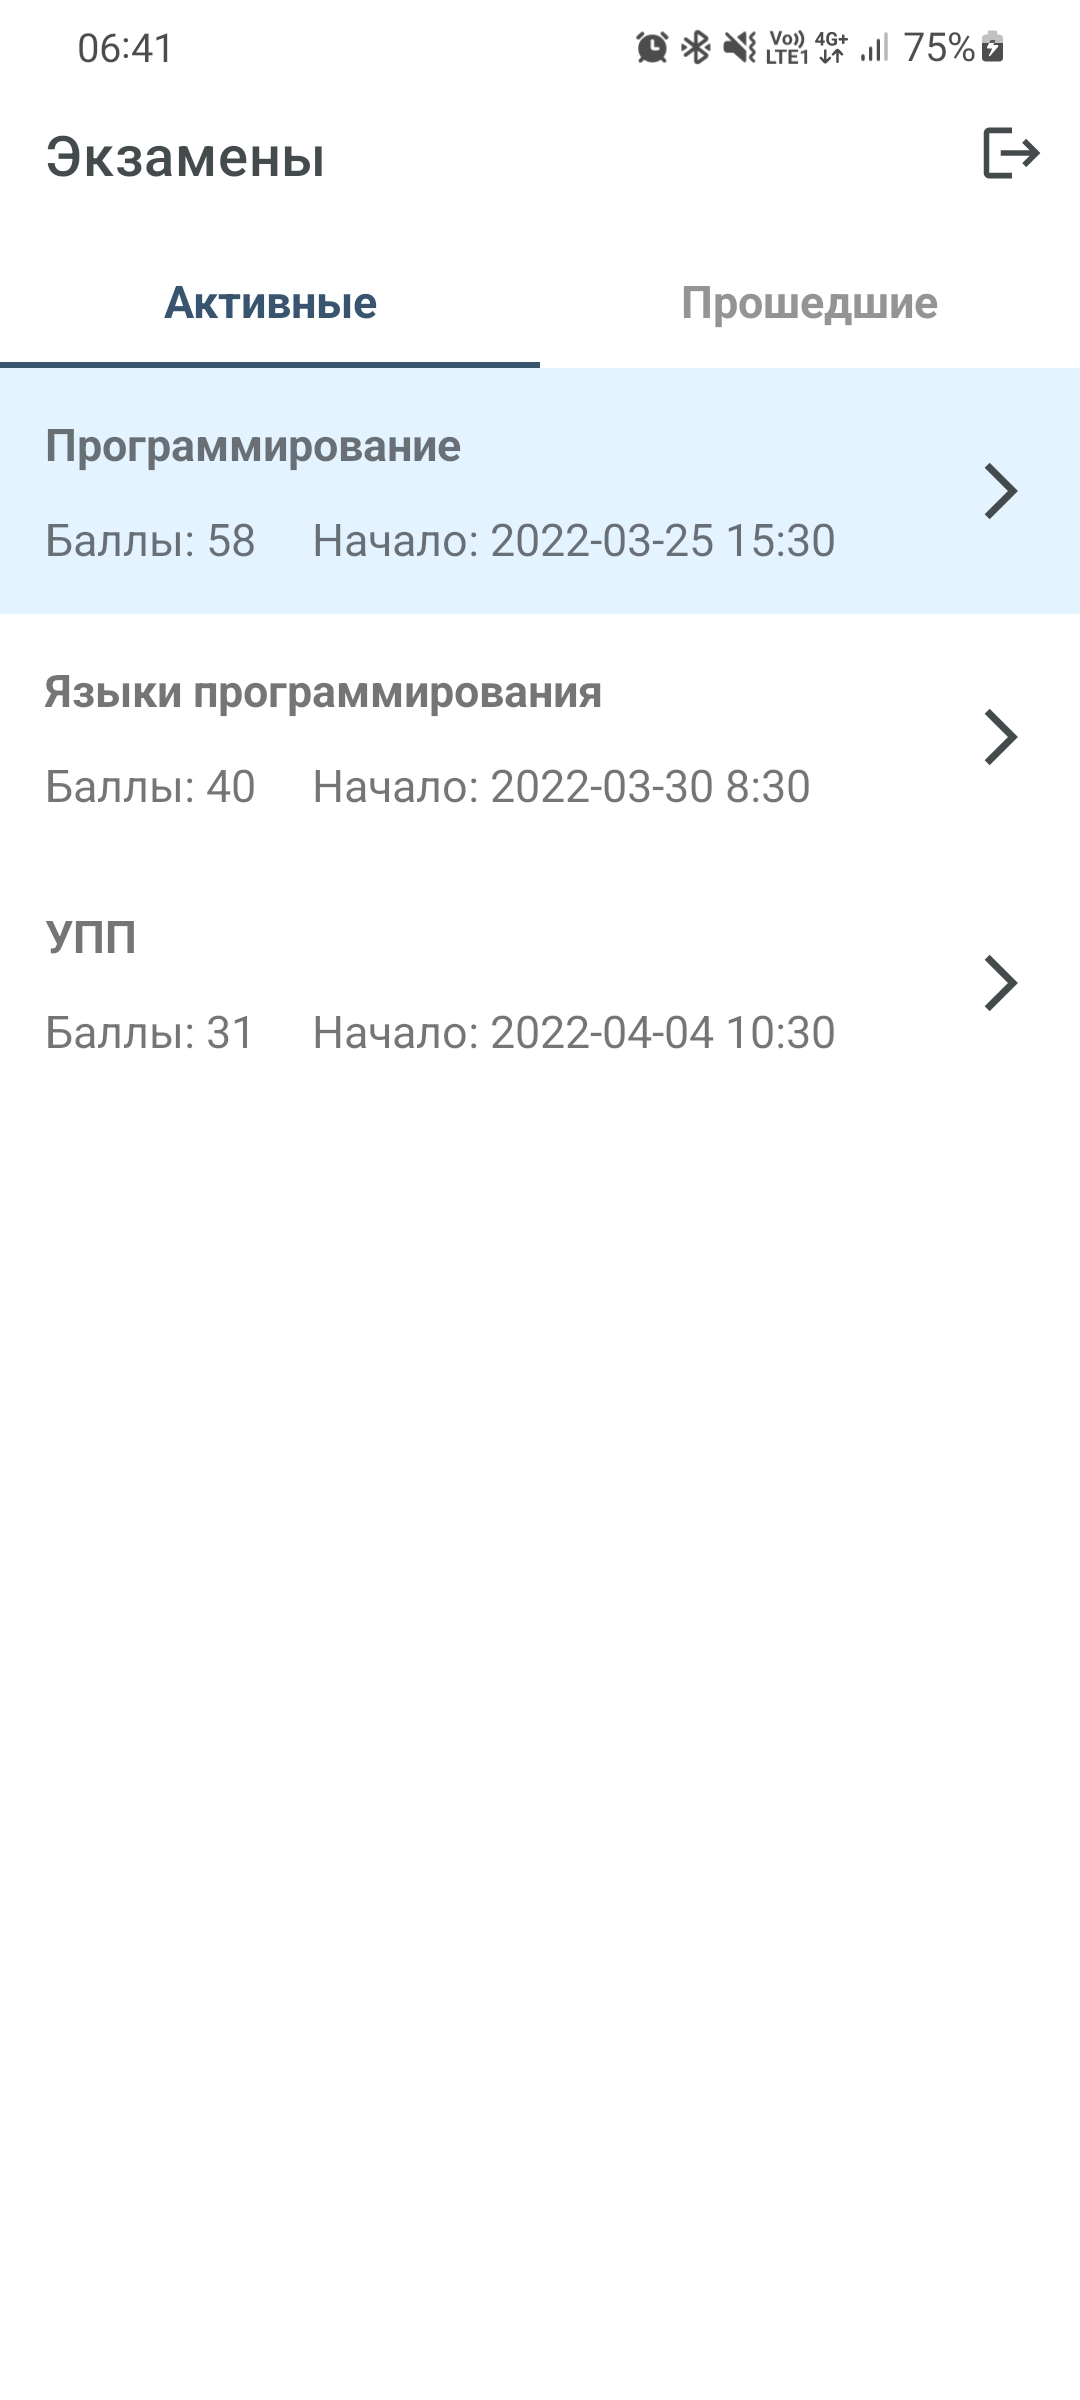 06:41 Vo)) LTE1 4G+ 75%
Экзамены
Активные Прошедшие
Программирование
Баллы: 58 Начало: 2022-03-25 15:30
Языки программирования
Баллы: 40 Начало: 2022-03-30 8:30
УПП
Баллы: 31 Начало: 2022-04-04 10:30